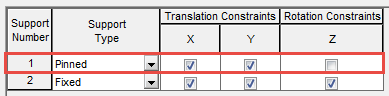 Support Number Support Type Translation Constraints Rotation Constraints
X Y Z
1 Pinned
2 Fixed